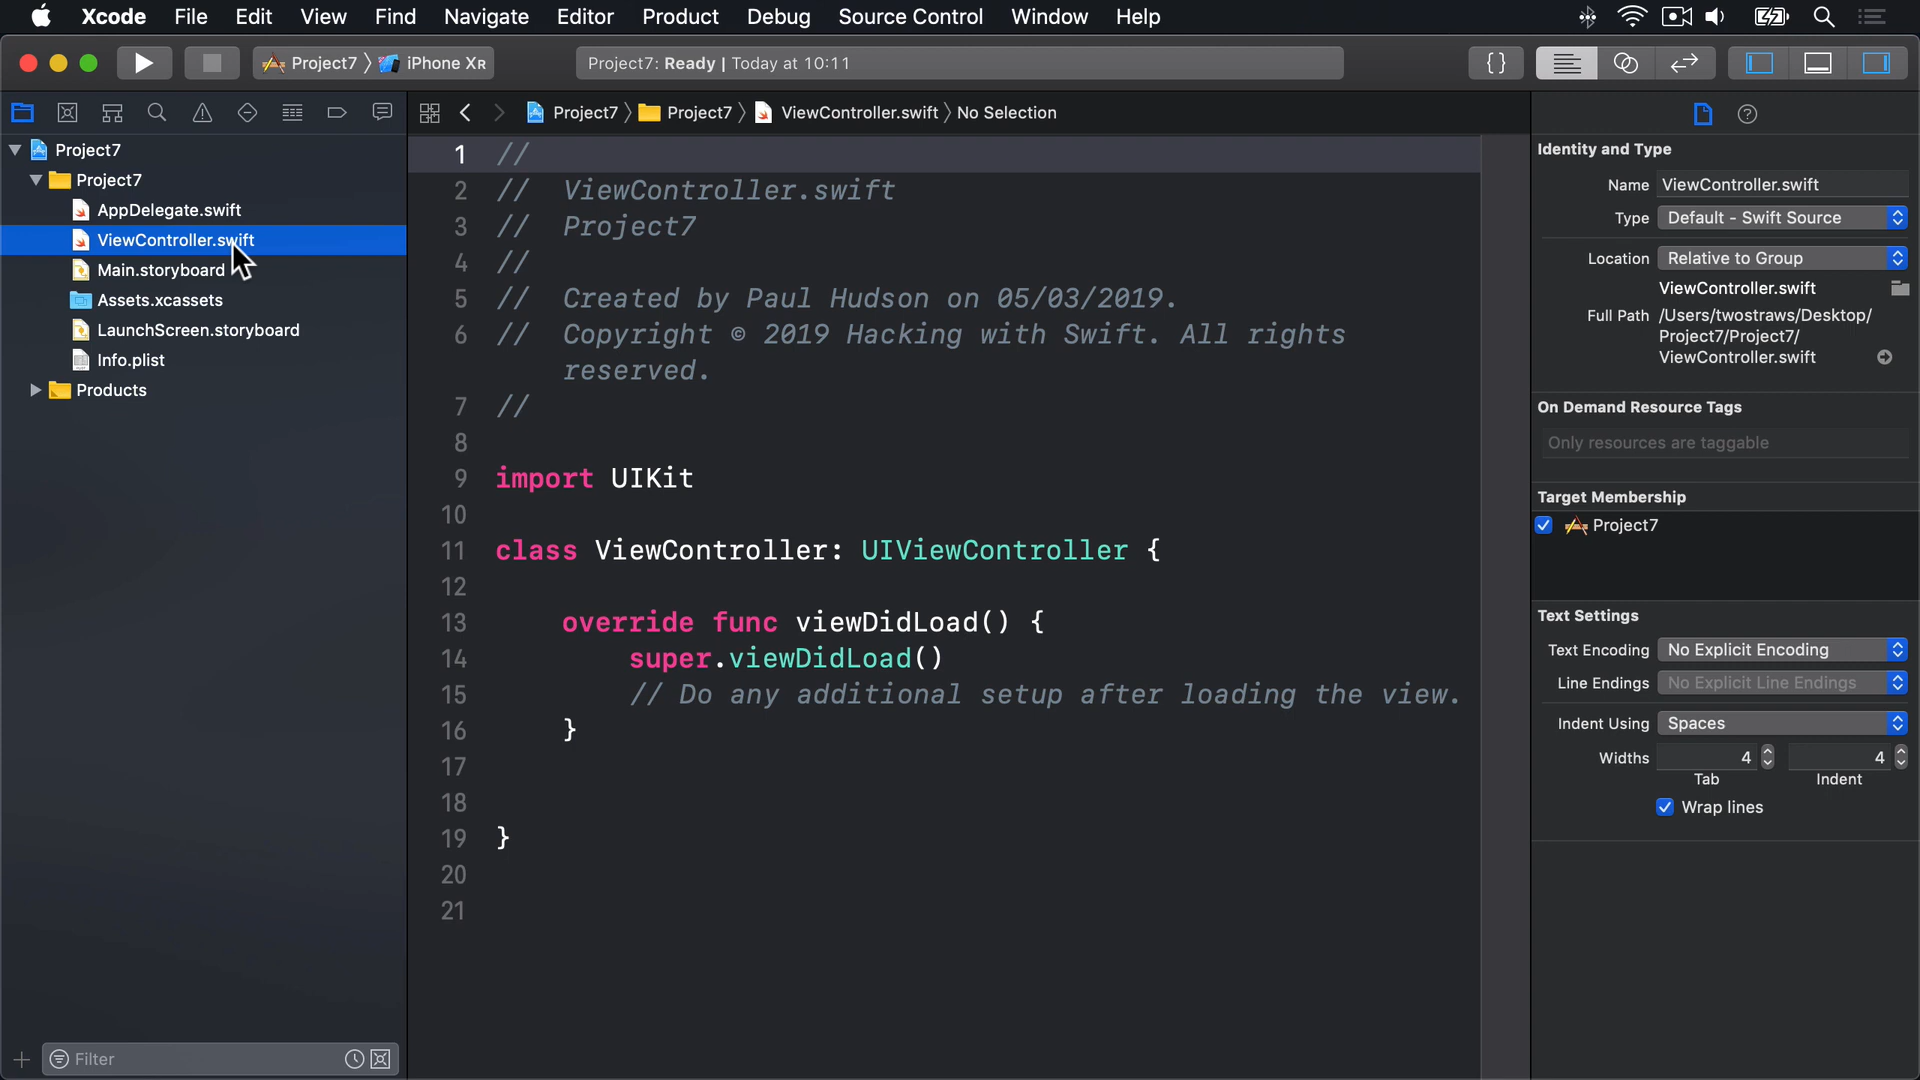 Xcode File Edit View Find Navigate Editor Product Debug Source Control Window Help
Project7 iPhone XR
Project7: Ready | Today at 10:11
Project7 Project7 ViewController.swift No Selection
Project7
Project7
AppDelegate.swift
ViewController.swift
Main.storyboard
Assets.xcassets
LaunchScreen.storyboard
Info.plist
Products
Filter
1 //
2 // ViewController.swift
3 // Project7
4 //
5 // Created by Paul Hudson on 05/03/2019.
6 // Copyright © 2019 Hacking with Swift. All rights
reserved.
7 //
8
9 import UIKit
10
11 class ViewController: UIViewController {
12
13 override func viewDidLoad() {
14 super.viewDidLoad()
15 // Do any additional setup after loading the view.
16 }
17
18
19 }
20
21
Identity and Type
Name ViewController.swift
Type Default - Swift Source
Location Relative to Group
ViewController.swift
Full Path /Users/twostraws/Desktop/
Project7/Project7/
ViewController.swift
On Demand Resource Tags
Only resources are taggable
Target Membership
Project7
Text Settings
Text Encoding No Explicit Encoding
Line Endings No Explicit Line Endings
Indent Using Spaces
Widths 4 4
Tab Indent
Wrap lines